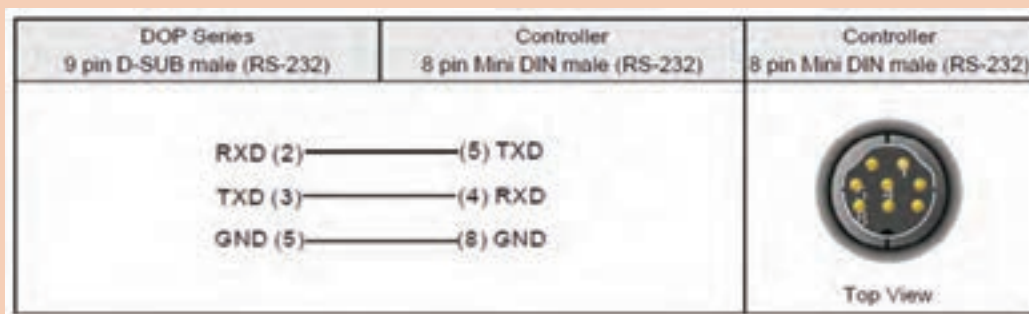 DOP Series
9 pin D-SUB male (RS-232)
Controller
8 pin Mini DIN male (RS-232)
Controller
8 pin Mini DIN male (RS-232)
RXD (2) (5) TXD
TXD (3) (4) RXD
GND (5) (8) GND
Top View